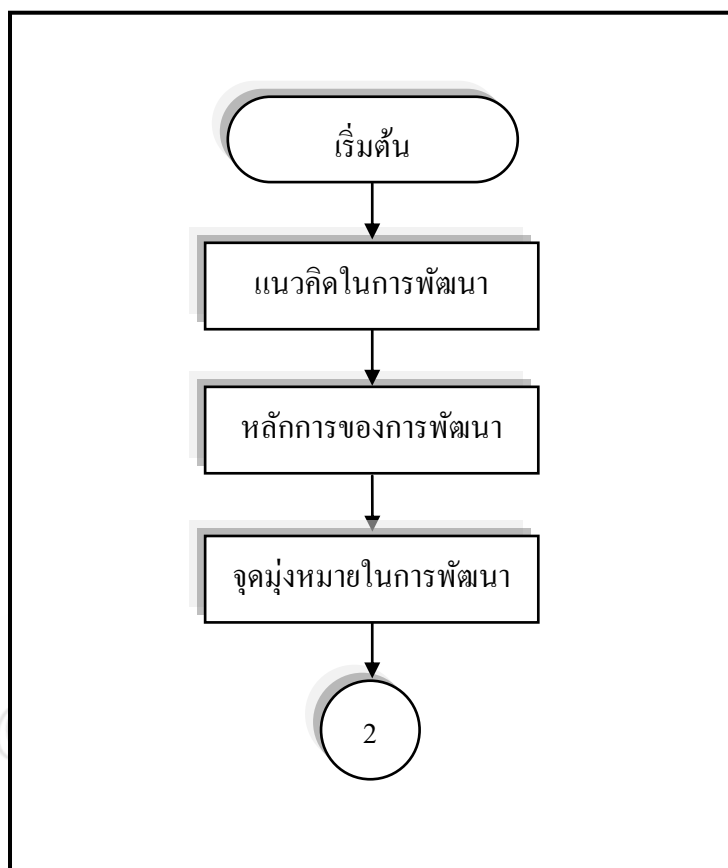 เริ่มต้น
แนวคิดในการพัฒนา
หลักการของการพัฒนา
จุดมุ่งหมายในการพัฒนา
2